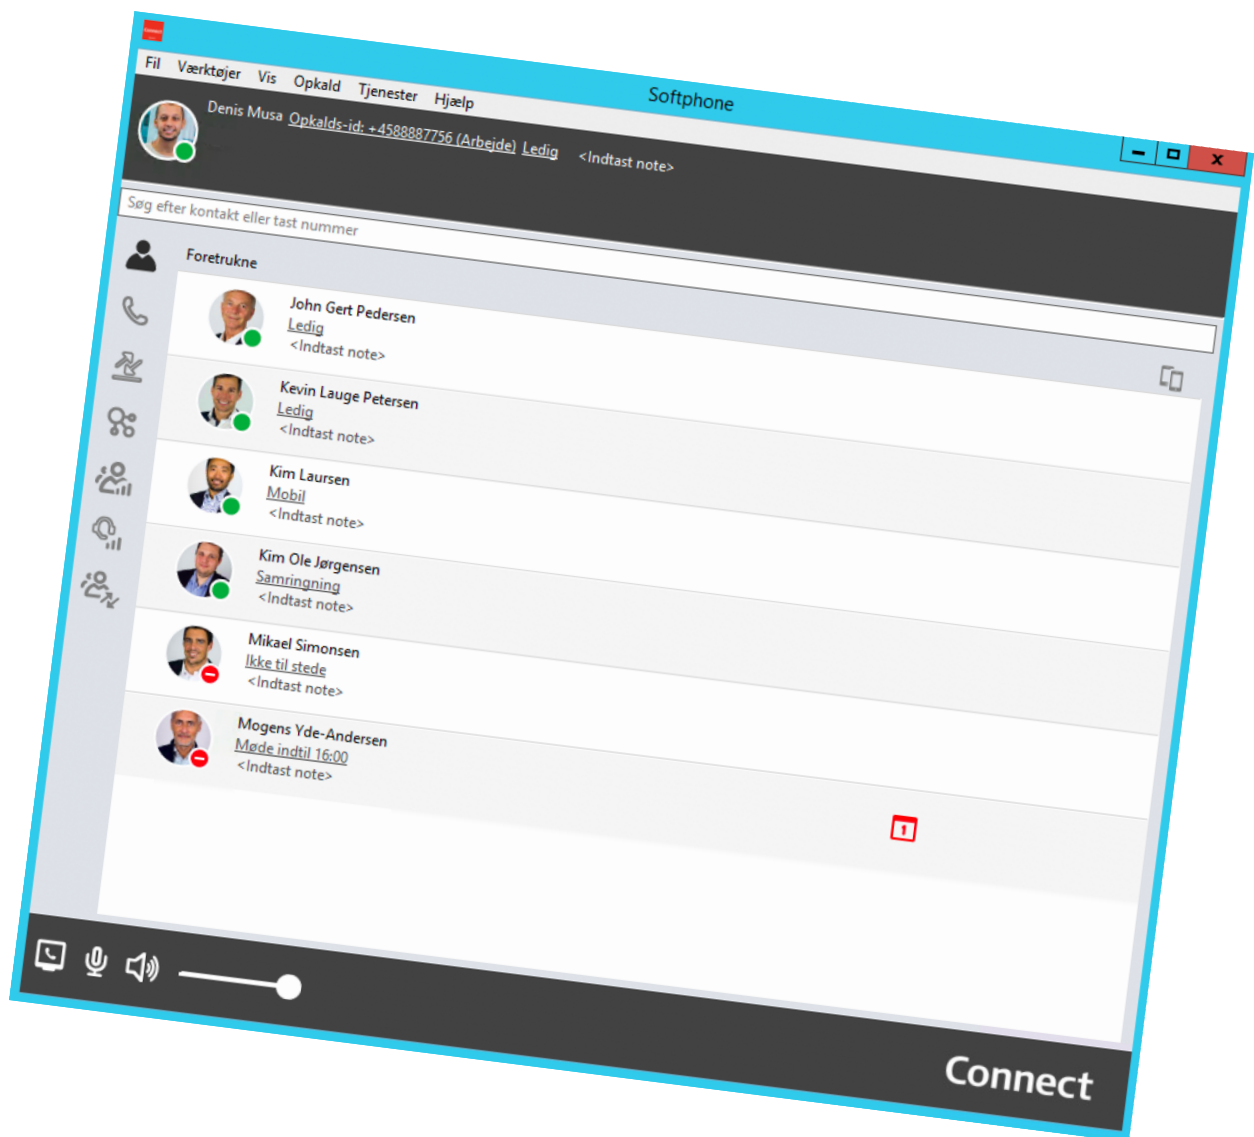 Softphone
Fil Værktøjer Vis Opkald Tjenester Hjælp
Denis Musa Opkalds-id: +4588887756 (Arbejde) Ledig <Indtast note>
Søg efter kontakt eller tast nummer
Foretrukne
John Gert Pedersen
Ledig
<Indtast note>
Kevin Lauge Petersen
Ledig
<Indtast note>
Kim Laursen
Mobil
<Indtast note>
Kim Ole Jørgensen
Samringning
<Indtast note>
Mikael Simonsen
Ikke til stede
<Indtast note>
Mogens Yde-Andersen
Møde indtil 16:00
<Indtast note>
1
Connect